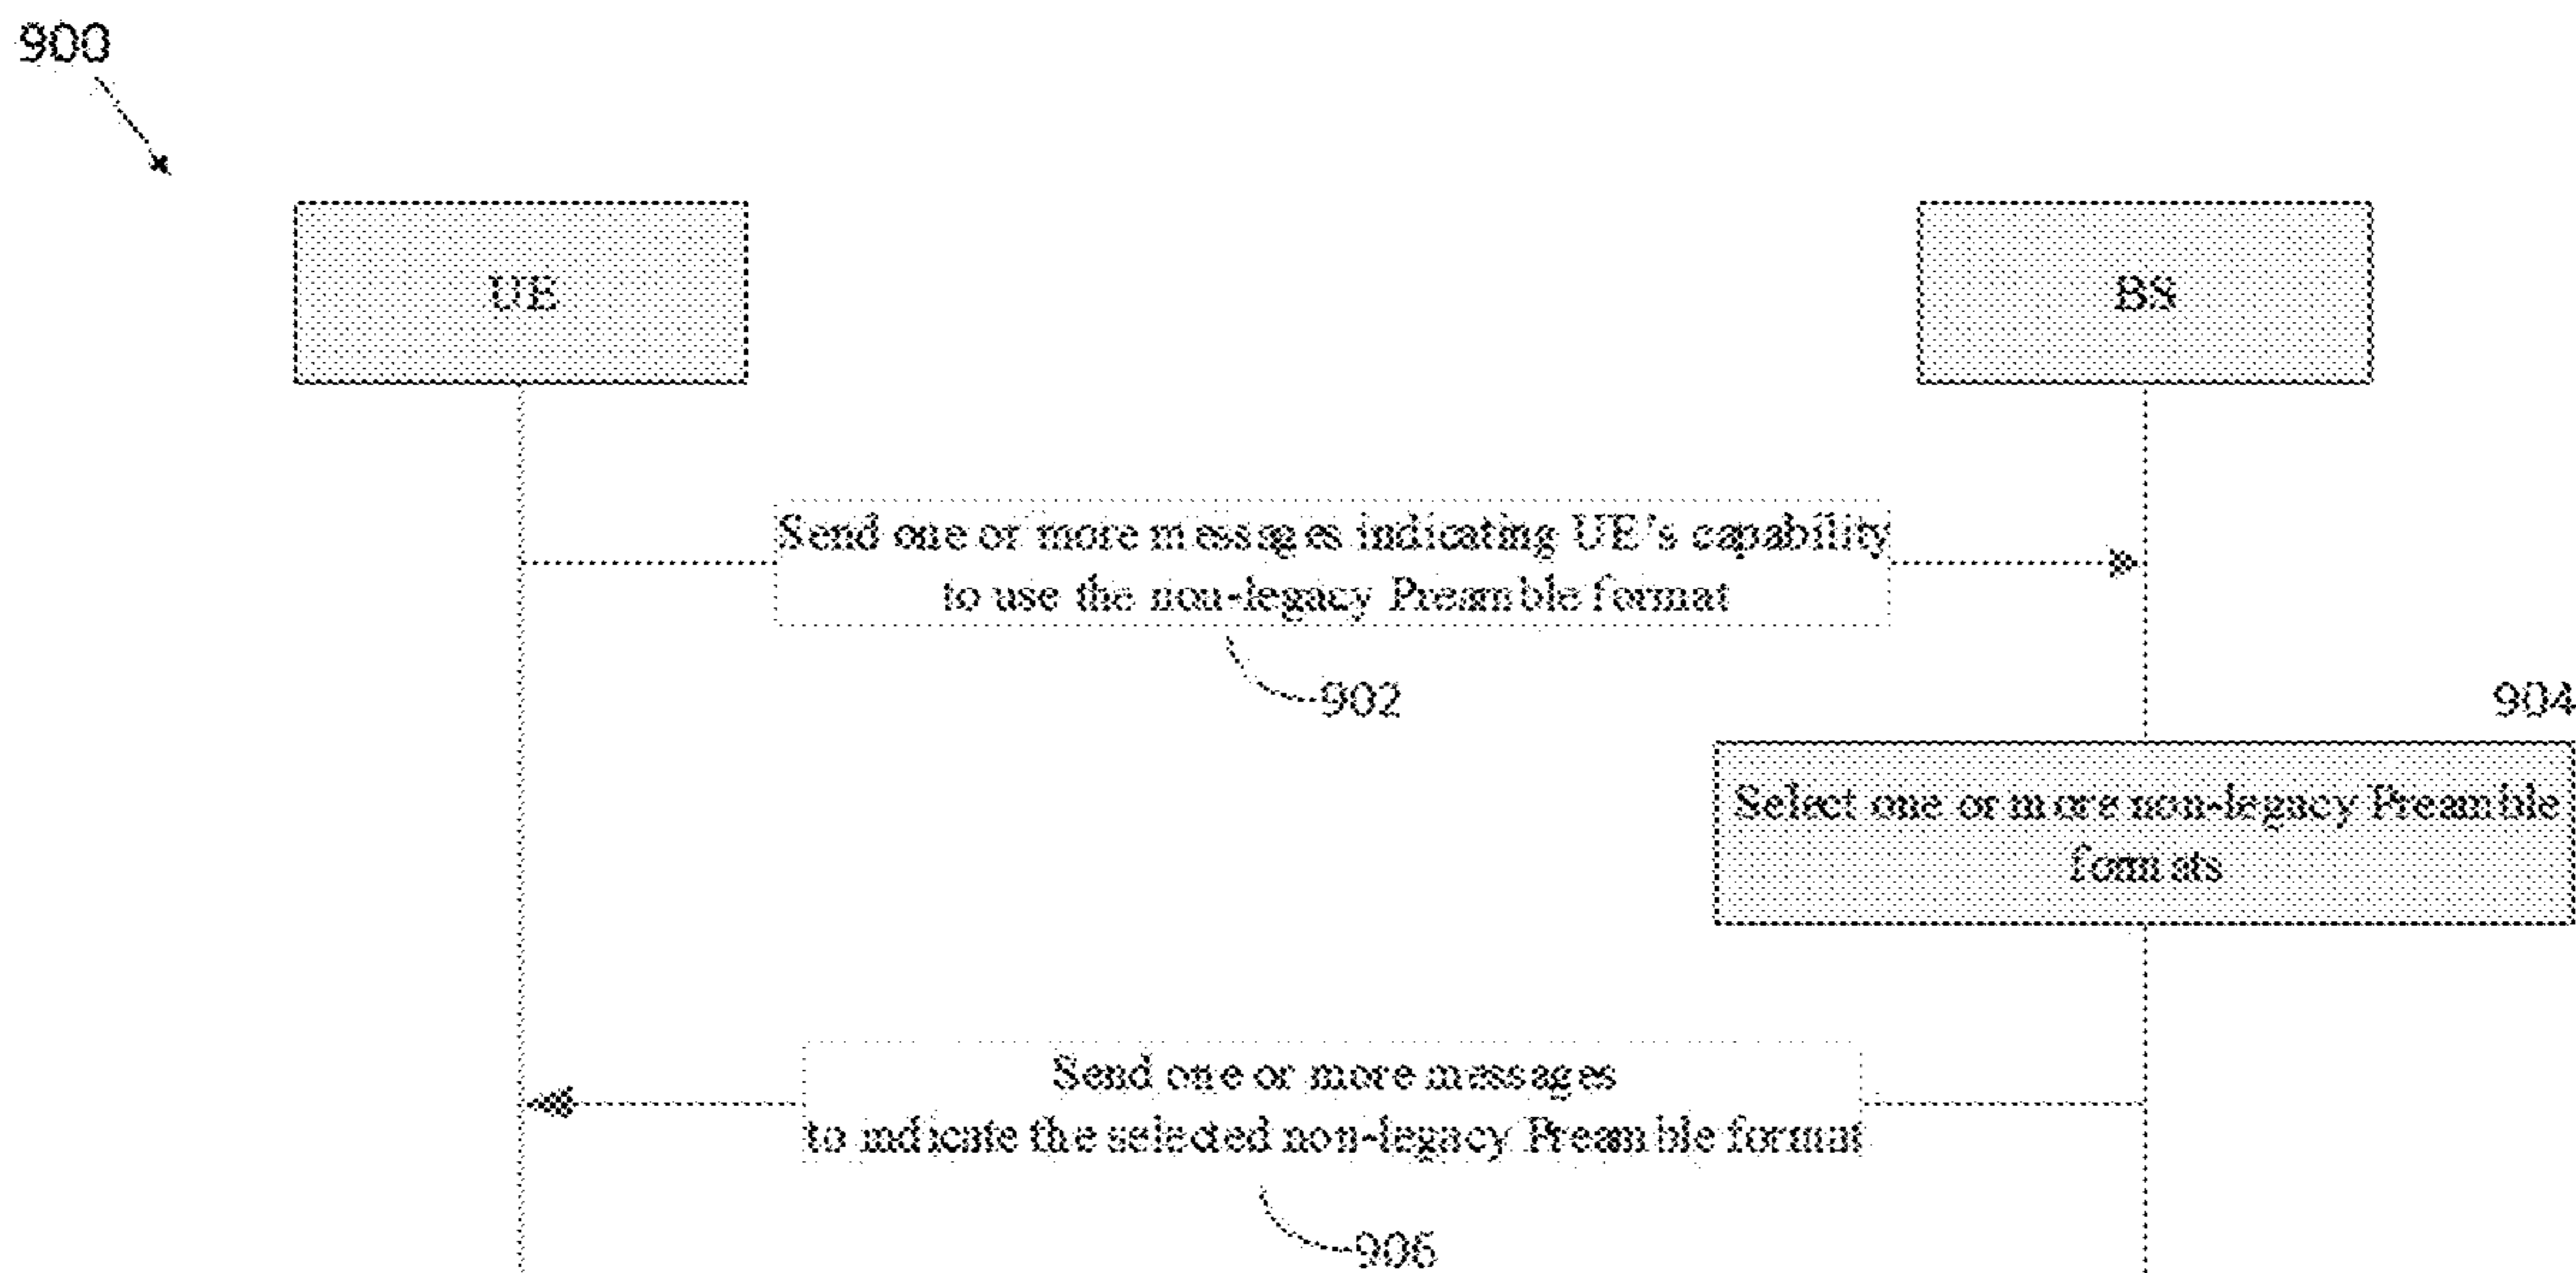 900
UE
BS
Send one or more messages indicating UE's capability
to use the non-legacy Preamble format
902
904
Select one or more non-legacy Preamble
formats
Send one or more messages
to indicate the selected non-legacy Preamble format
906